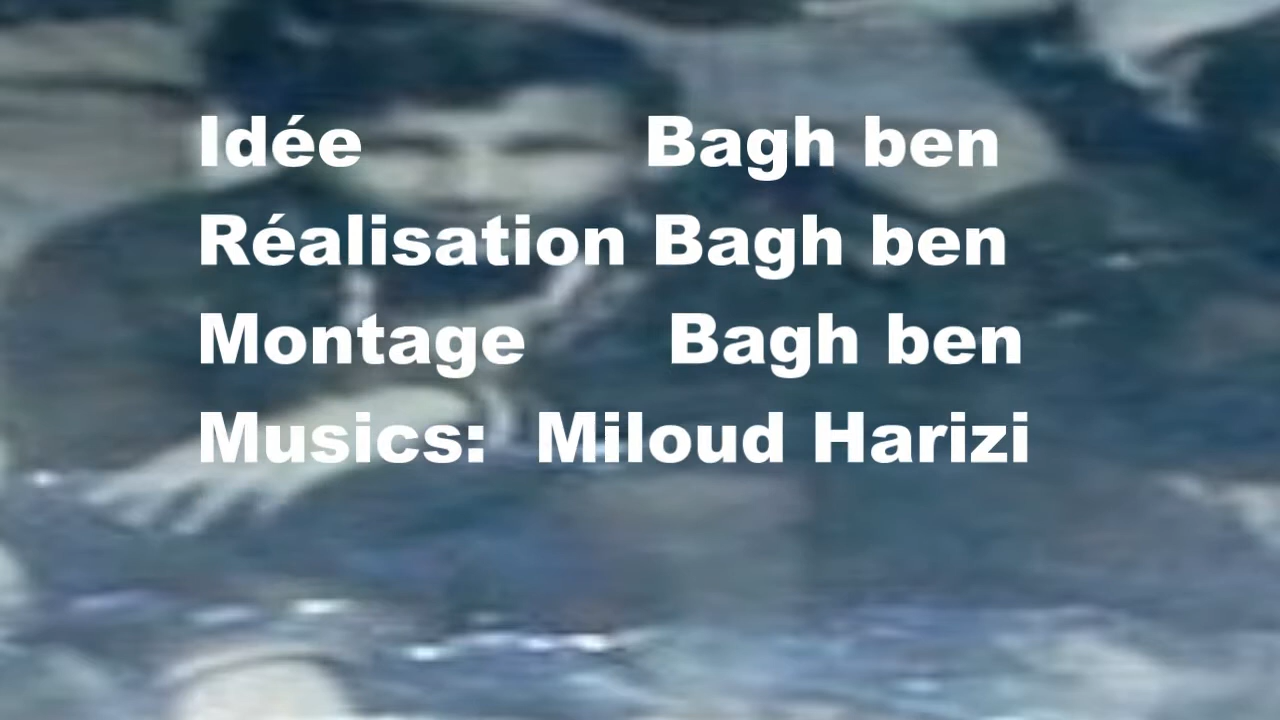 Idée Bagh ben
Réalisation Bagh ben
Montage Bagh ben
Musics: Miloud Harizi